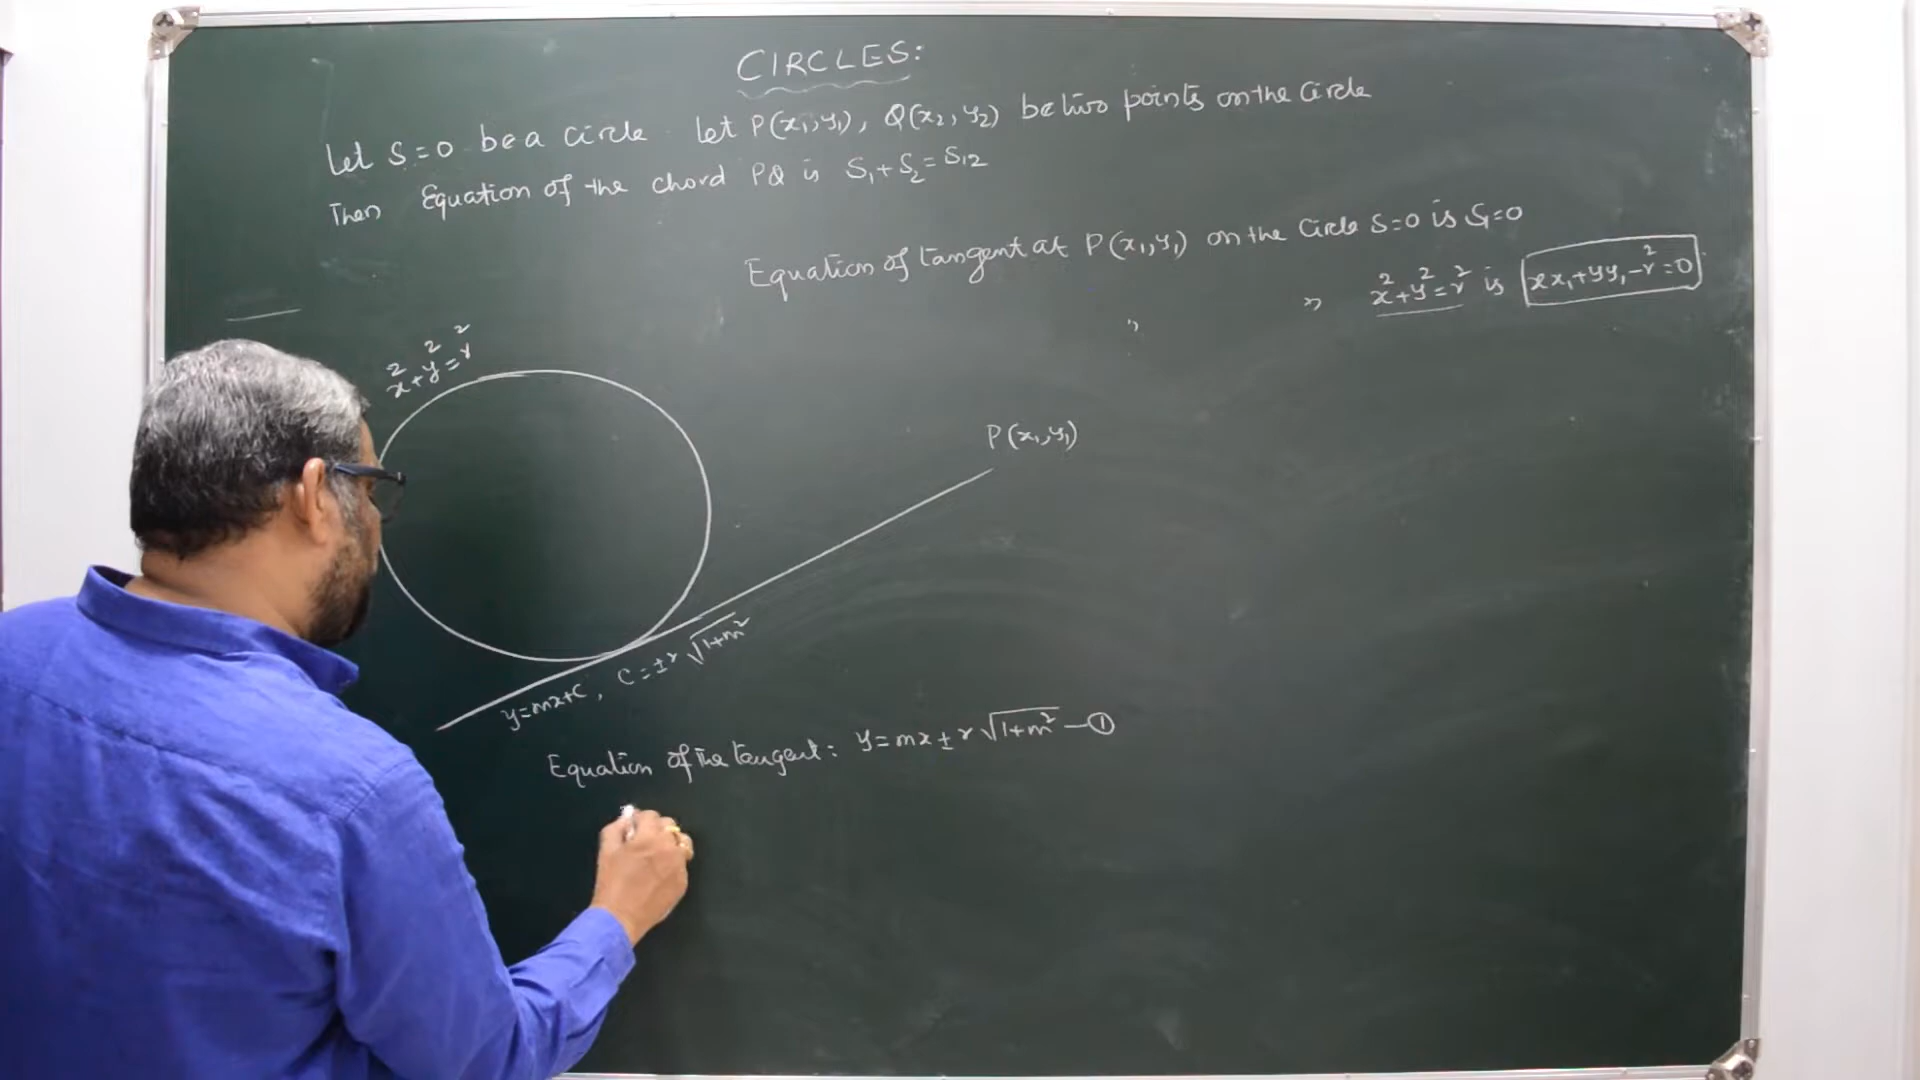 CIRCLES:
Let S=0 be a circle let P(x₁,y₁), Q(x₂,y₂) be two points on the circle
Then Equation of the chord PQ is S₁+S₂=S₁₂
Equation of tangent at P(x₁,y₁) on the circle S=0 is S₁=0
" " x²+y²=r² is xx₁+yy₁-r²=0
x²+y²=r²
P(x₁,y₁)
y=mx+c, c=±r√(1+m²)
Equation of the tangent: y=mx±r√(1+m²) —①